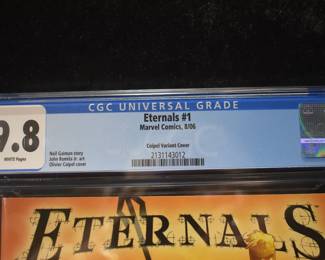 CGC UNIVERSAL GRADE
9.8
WHITE Pages
Eternals #1
Marvel Comics, 8/06
Neil Gaiman story
John Romita Jr. art
Olivier Coipel cover
Coipel Variant Cover
2131143012
ETERNALS